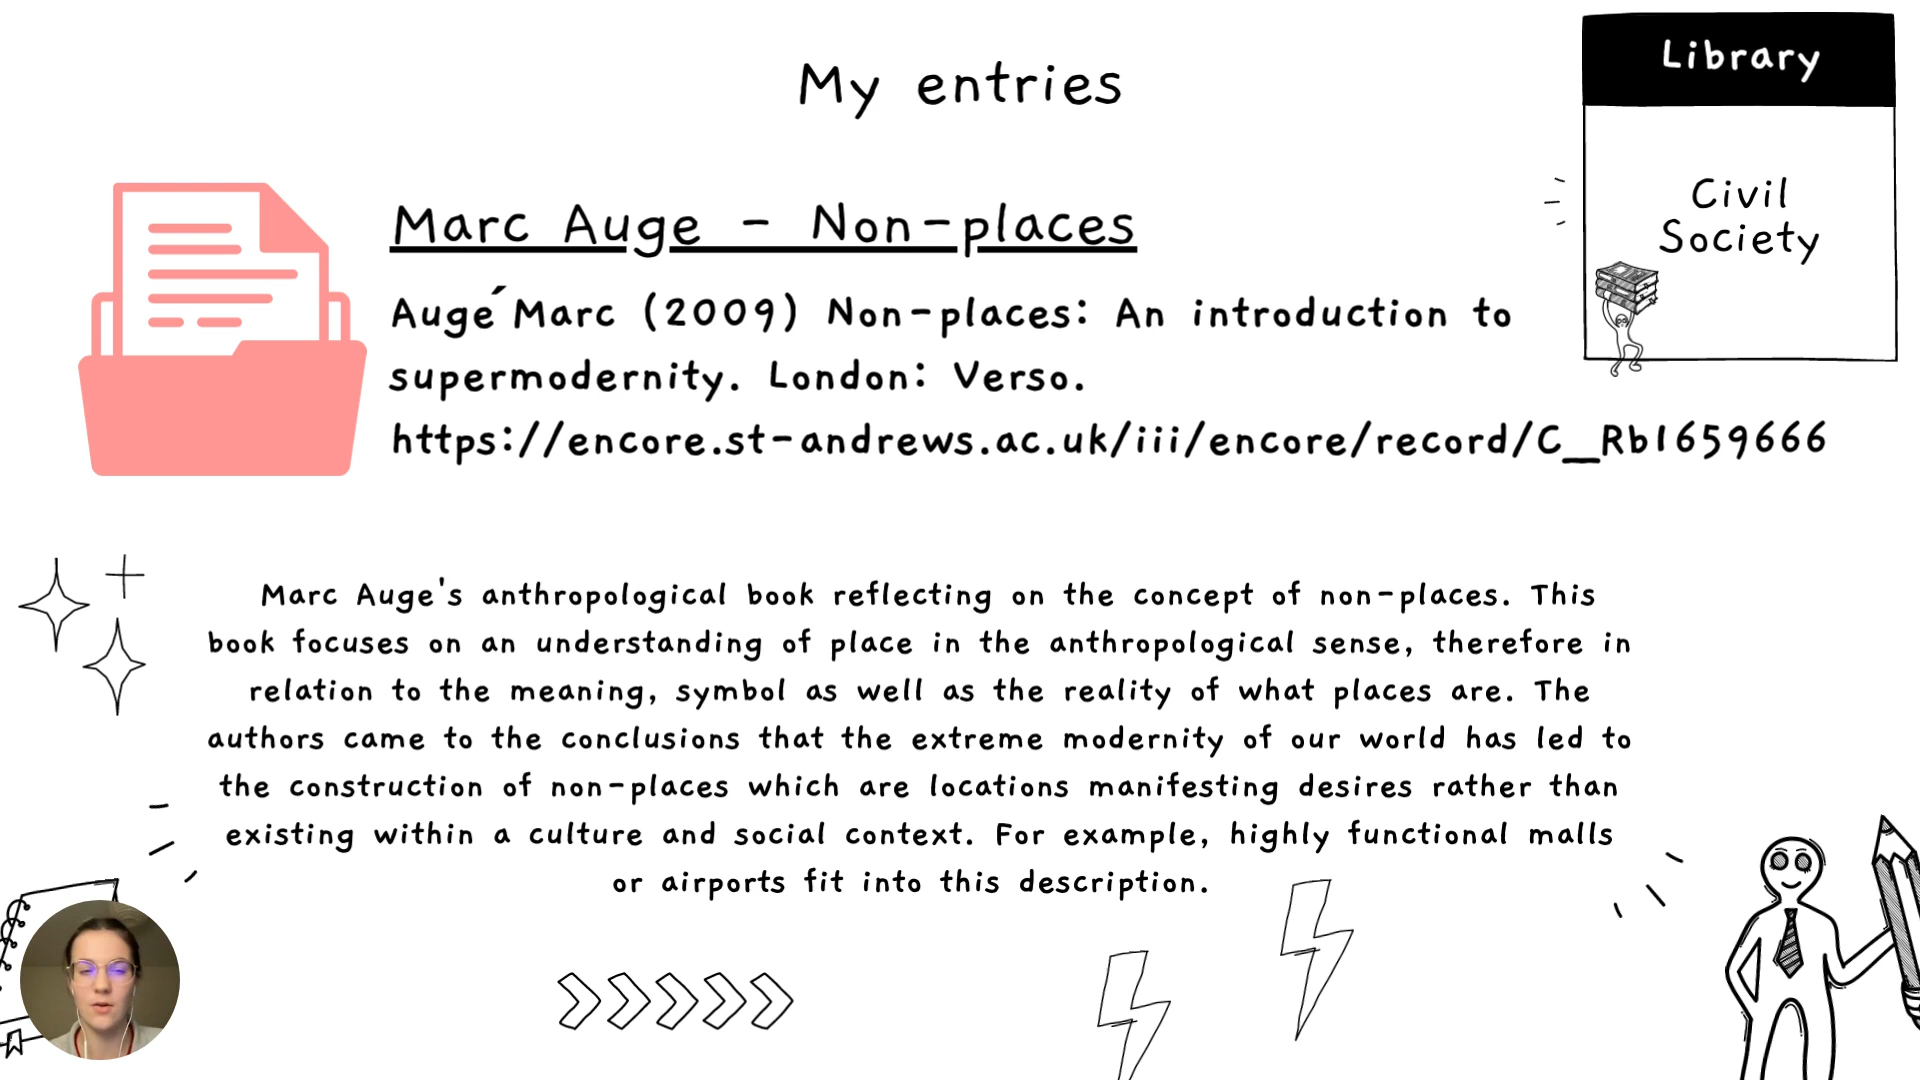 My entries
Library
Civil
Society
Marc Auge - Non-places
Augé Marc (2009) Non-places: An introduction to
supermodernity. London: Verso.
https://encore.st-andrews.ac.uk/iii/encore/record/C__Rb1659666
Marc Auge's anthropological book reflecting on the concept of non-places. This
book focuses on an understanding of place in the anthropological sense, therefore in
relation to the meaning, symbol as well as the reality of what places are. The
authors came to the conclusions that the extreme modernity of our world has led to
the construction of non-places which are locations manifesting desires rather than
existing within a culture and social context. For example, highly functional malls
or airports fit into this description.